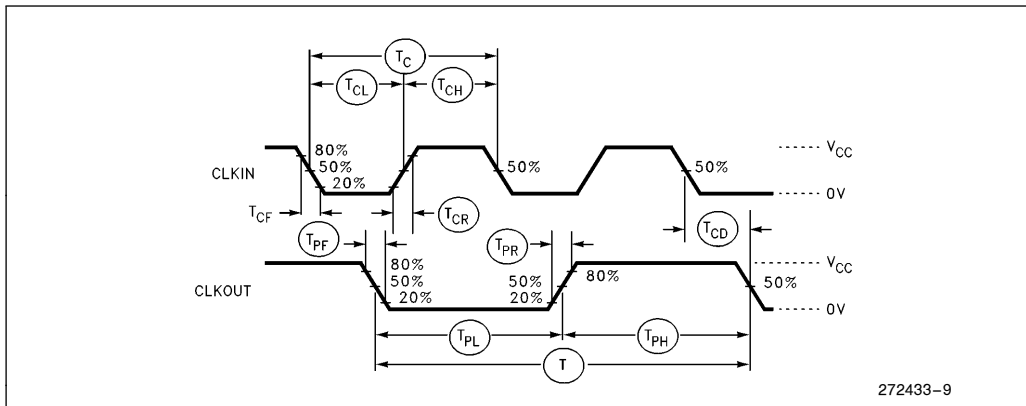 T_C
T_CL T_CH
80% V_CC
CLKIN 50% 50% 50%
20% 0V
T_CF T_CR T_CD
T_PF T_PR
80% 80% V_CC
CLKOUT 50% 50% 50%
20% 20% 0V
T_PL T_PH
T
272433-9